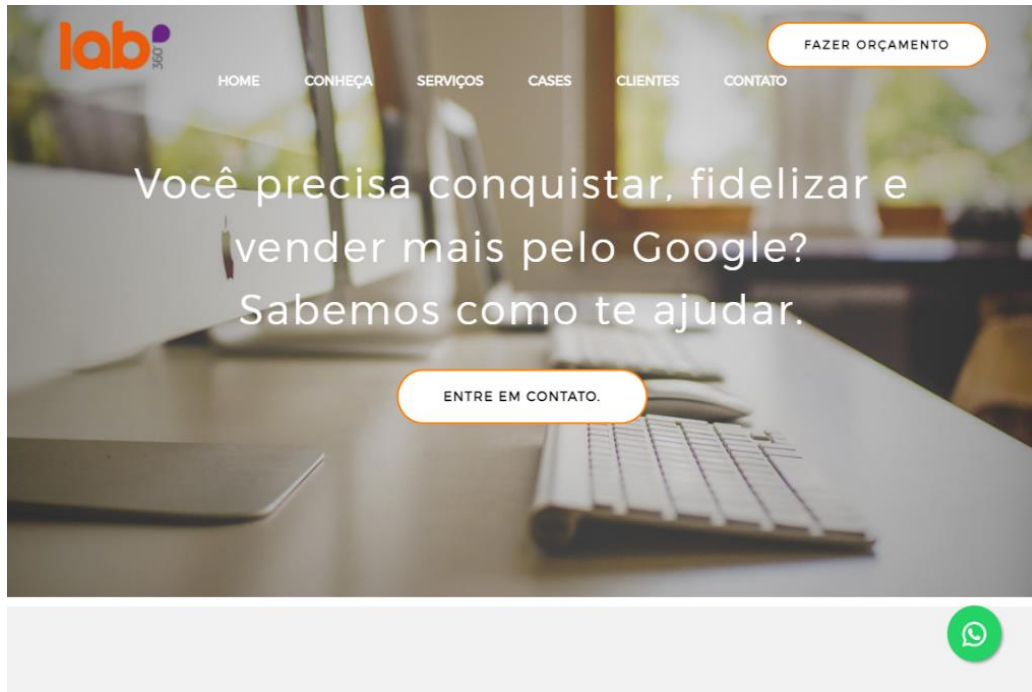 lab
360°
FAZER ORÇAMENTO
HOME CONHEÇA SERVIÇOS CASES CLIENTES CONTATO
Você precisa conquistar, fidelizar e
vender mais pelo Google?
Sabemos como te ajudar.
ENTRE EM CONTATO.